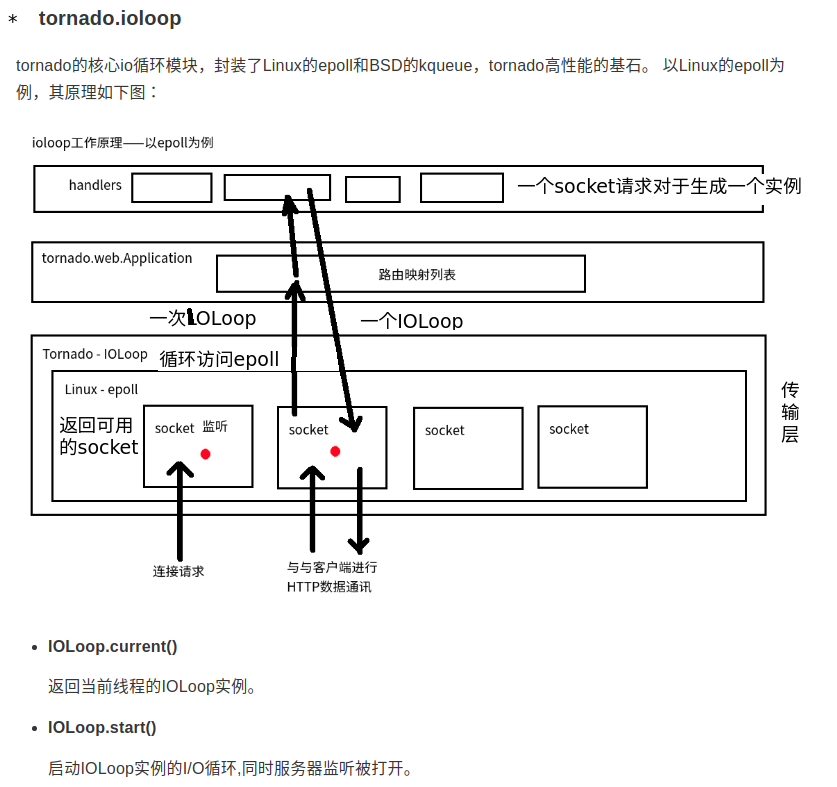 * tornado.ioloop
tornado的核心io循环模块，封装了Linux的epoll和BSD的kqueue，tornado高性能的基石。 以Linux的epoll为
例，其原理如下图：
ioloop工作原理——以epoll为例
handlers
一个socket请求对于生成一个实例
tornado.web.Application
路由映射列表
一次IOLoop
一个IOLoop
Tornado - IOLoop
循环访问epoll
Linux - epoll
返回可用
的socket
socket 监听
socket
socket
socket
传
输
层
连接请求
与与客户端进行
HTTP数据通讯
• IOLoop.current()
返回当前线程的IOLoop实例。
• IOLoop.start()
启动IOLoop实例的I/O循环,同时服务器监听被打开。